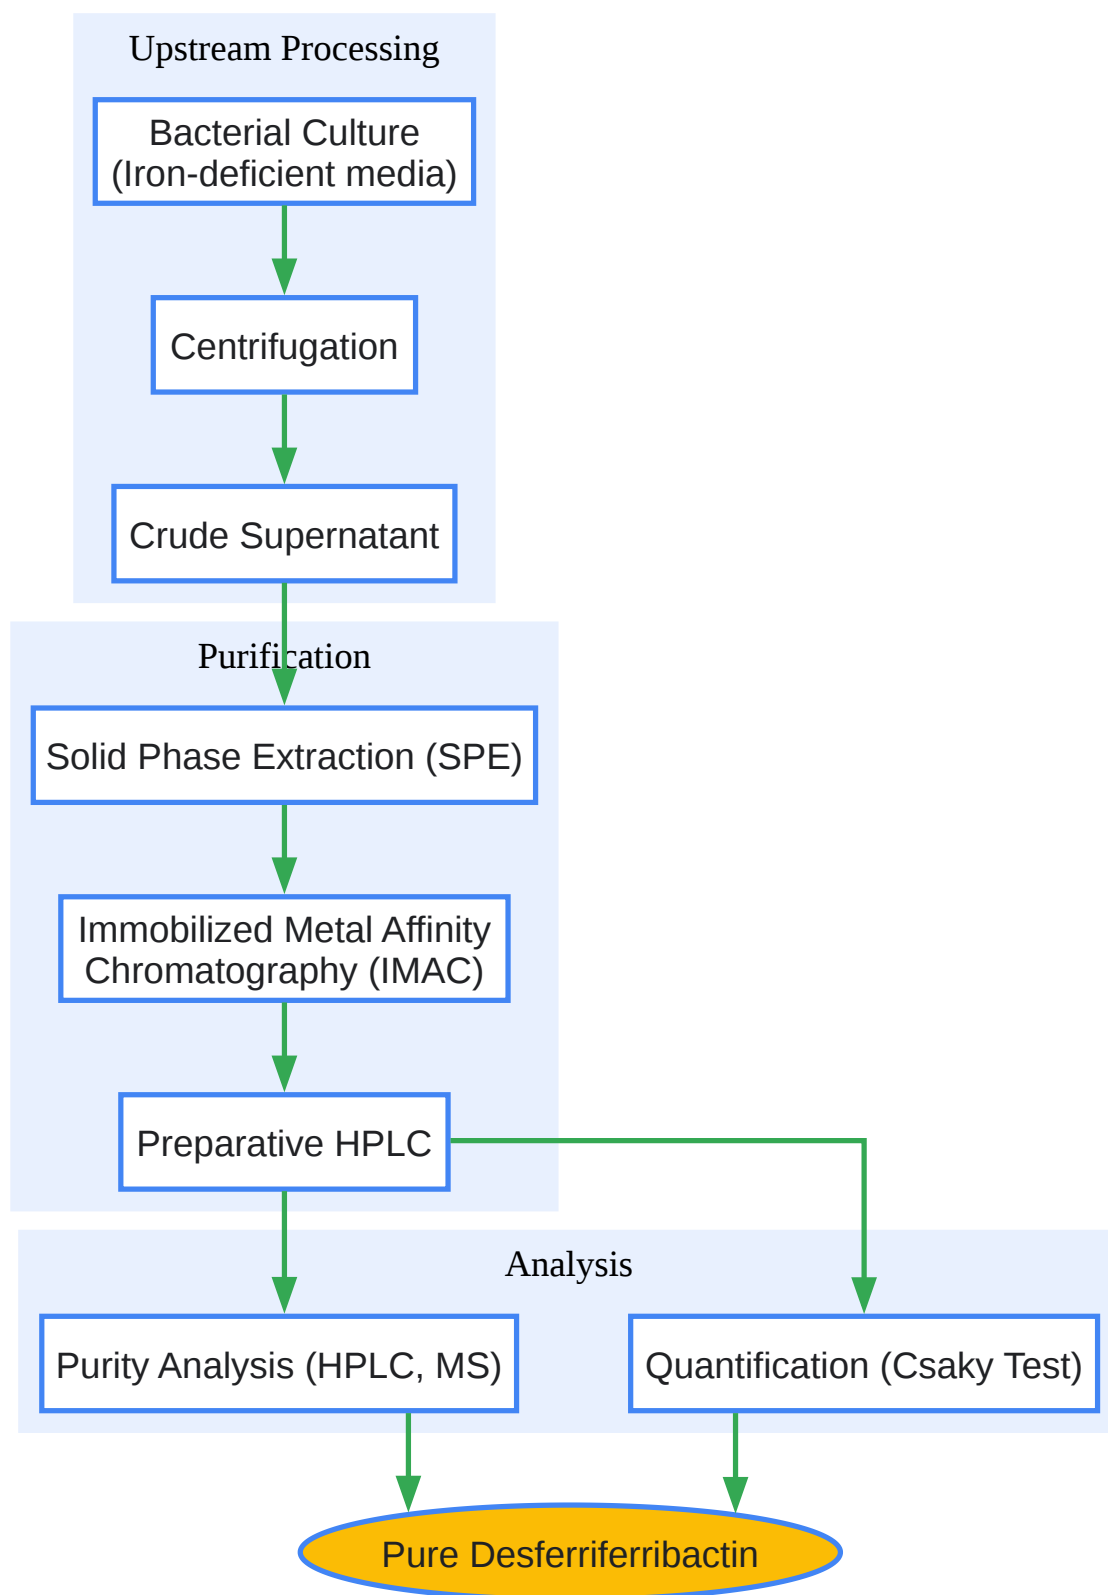 Upstream Processing
Bacterial Culture
(Iron-deficient media)
Centrifugation
Crude Supernatant
Purification
Solid Phase Extraction (SPE)
Immobilized Metal Affinity
Chromatography (IMAC)
Preparative HPLC
Analysis
Purity Analysis (HPLC, MS)
Quantification (Csaky Test)
Pure Desferriferribactin